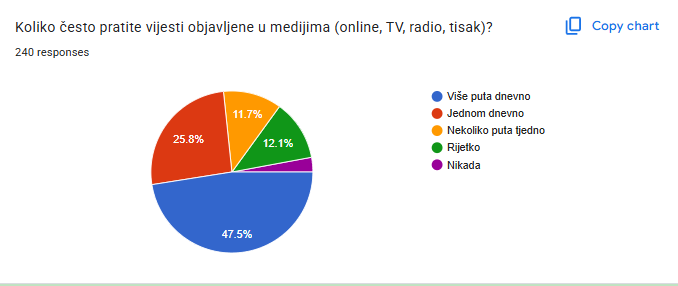 Koliko često pratite vijesti objavljene u medijima (online, TV, radio, tisak)?
Copy chart
240 responses
Više puta dnevno
Jednom dnevno
Nekoliko puta tjedno
Rijetko
Nikada
11.7%
25.8%
12.1%
47.5%